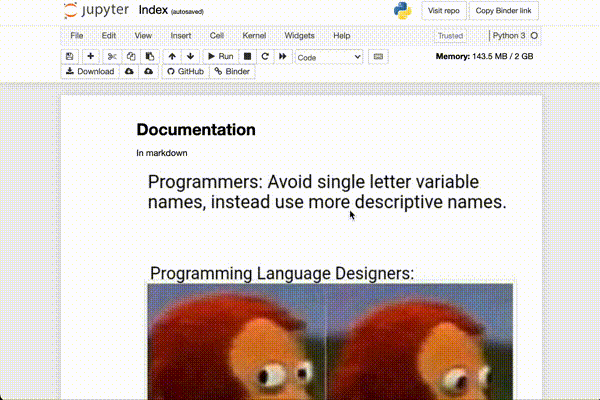 jupyter Index (autosaved)
Visit repo
Copy Binder link
File Edit View Insert Cell Kernel Widgets Help
Trusted
Python 3
Run
Code
Memory: 143.5 MB / 2 GB
Download
GitHub
Binder
Documentation
In markdown
Programmers: Avoid single letter variable
names, instead use more descriptive names.
Programming Language Designers: